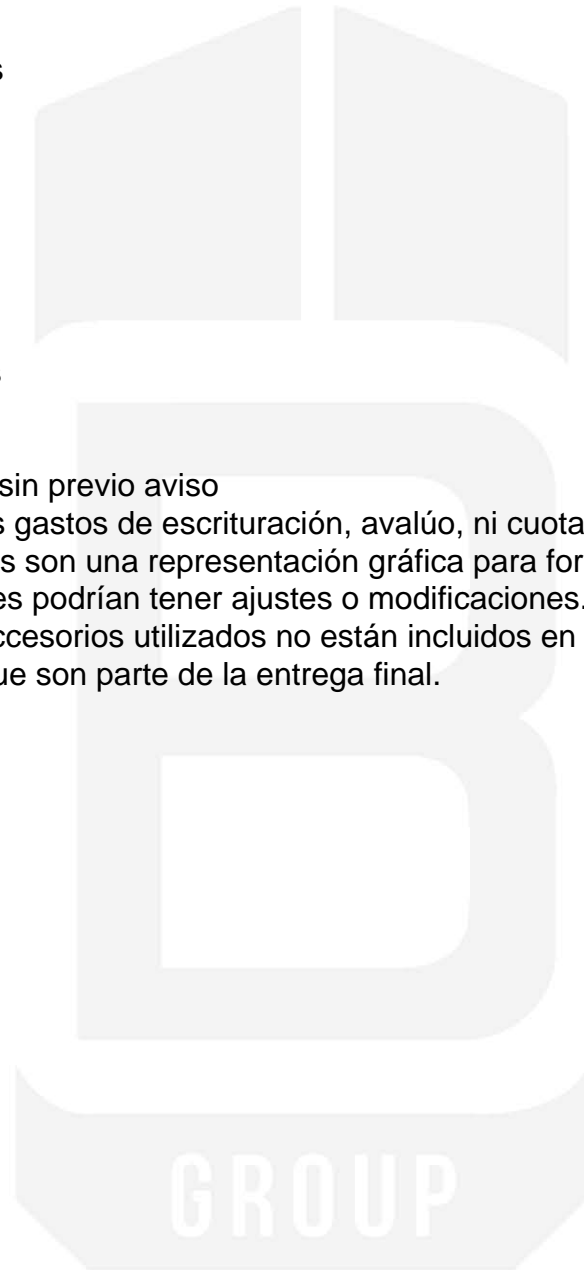 s
sin previo aviso
s gastos de escrituración, avalúo, ni cuota
s son una representación gráfica para for
es podrían tener ajustes o modificaciones.
ccesorios utilizados no están incluidos en
ue son parte de la entrega final.
B
GROUP